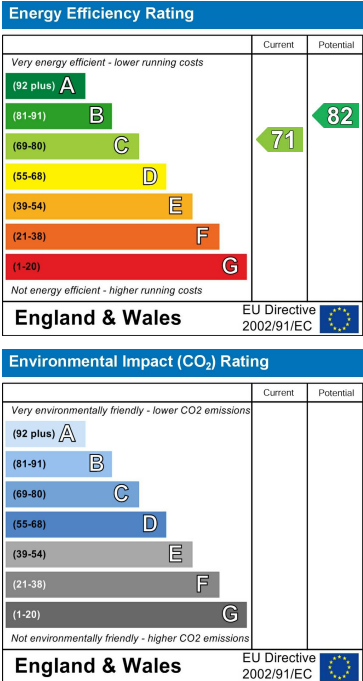 Energy Efficiency Rating
Current Potential
Very energy efficient - lower running costs
(92 plus) A
(81-91) B
(69-80) C
(55-68) D
(39-54) E
(21-38) F
(1-20) G
71
82
Not energy efficient - higher running costs
England & Wales
EU Directive
2002/91/EC
Environmental Impact (CO₂) Rating
Current Potential
Very environmentally friendly - lower CO2 emissions
(92 plus) A
(81-91) B
(69-80) C
(55-68) D
(39-54) E
(21-38) F
(1-20) G
Not environmentally friendly - higher CO2 emissions
England & Wales
EU Directive
2002/91/EC